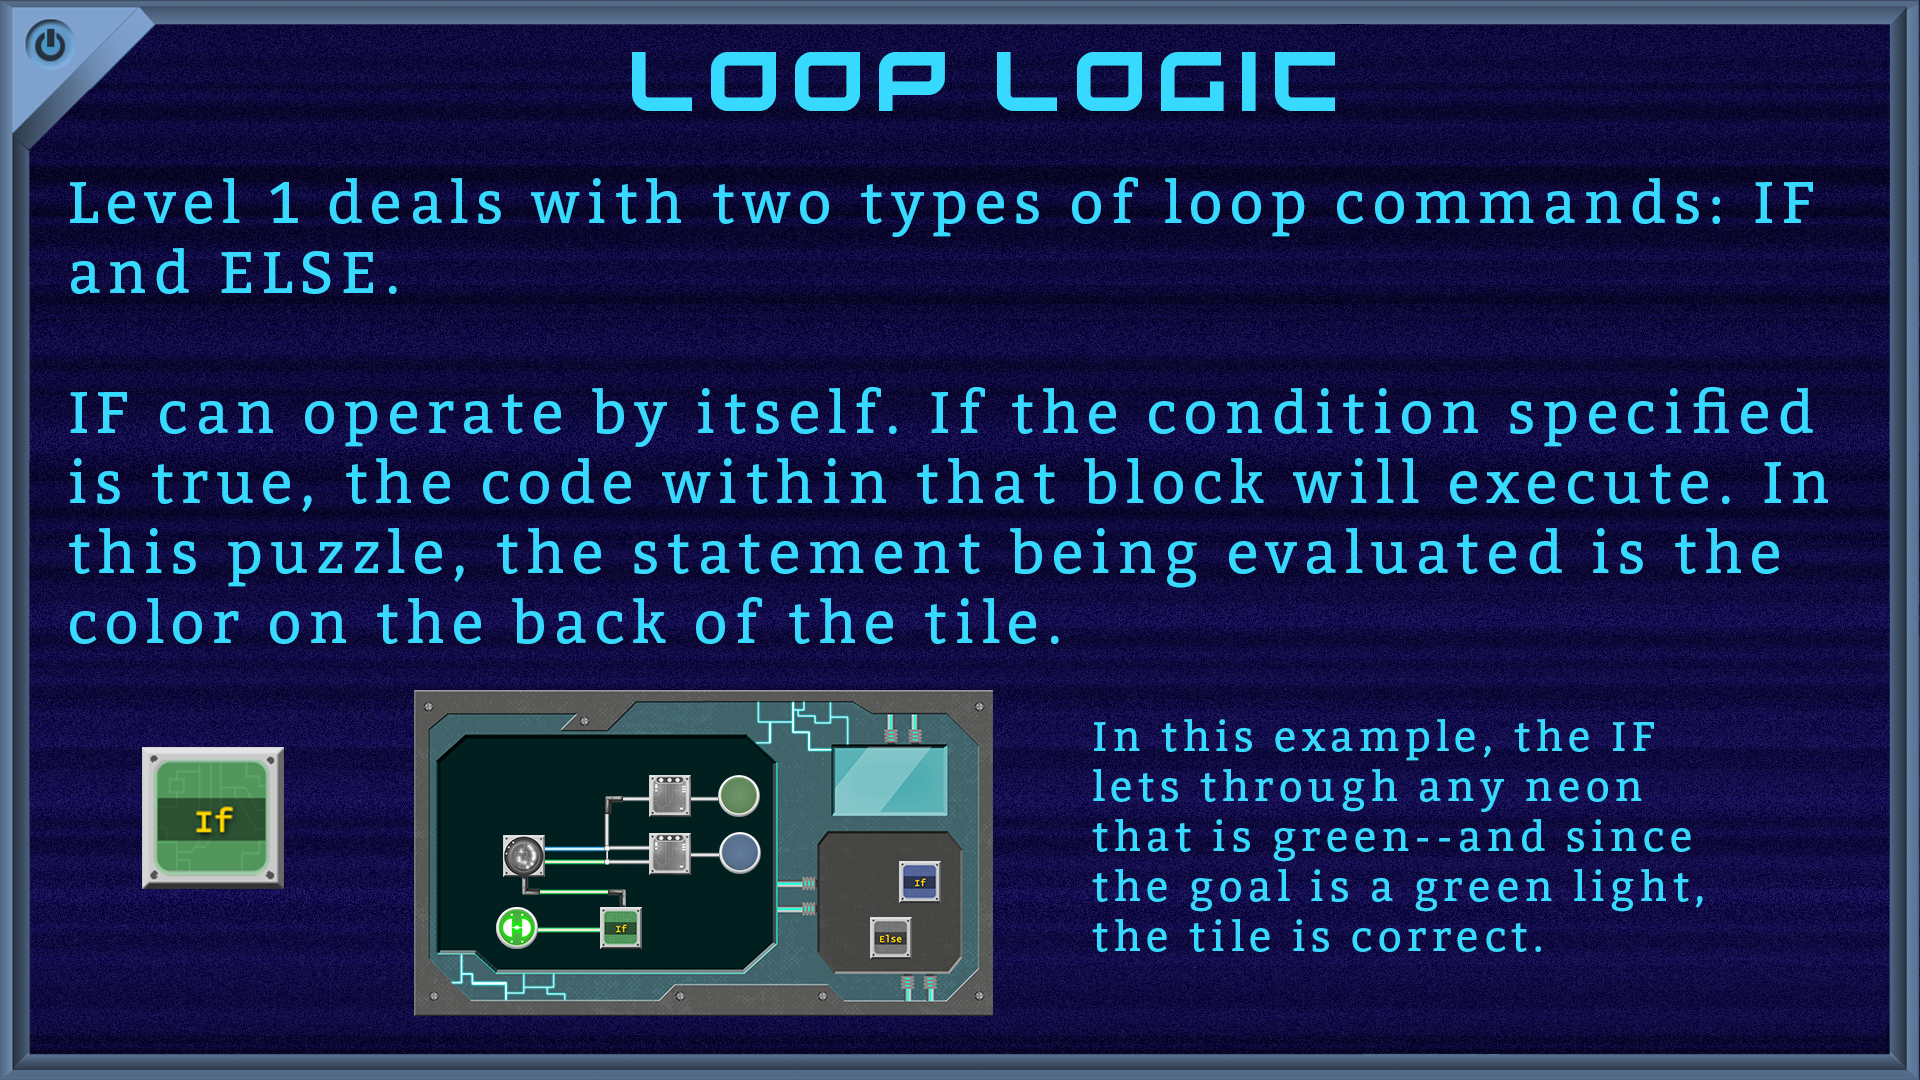 LOOP LOGIC
Level 1 deals with two types of loop commands: IF
and ELSE.
IF can operate by itself. If the condition specified
is true, the code within that block will execute. In
this puzzle, the statement being evaluated is the
color on the back of the tile.
If
If
If
Else
In this example, the IF
lets through any neon
that is green--and since
the goal is a green light,
the tile is correct.